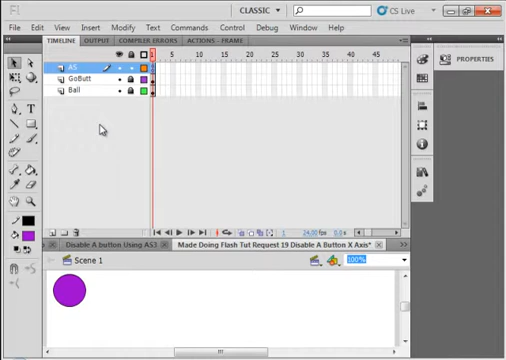 Fl
CLASSIC
CS Live
File Edit View Insert Modify Text Commands Control Debug Window Help
TIMELINE OUTPUT COMPILER ERRORS ACTIONS - FRAME
PROPERTIES
1 5 10 15 20 25 30 35 40 45
AS
GoButt
Ball
1 24.00 fps 0.0 s
Disable A button Using AS3 Made Doing Flash Tut Request 19 Disable A Button X Axis*
Scene 1
100%